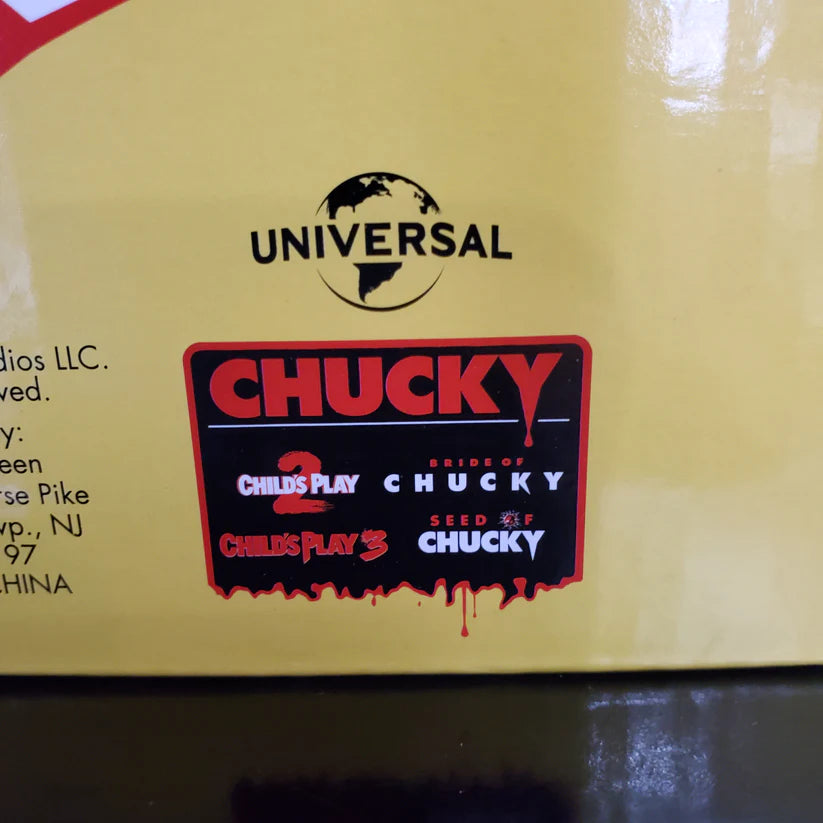 UNIVERSAL
dios LLC.
ved.
y:
een
rse Pike
wp., NJ
97
CHINA
CHUCKY
CHILD'S PLAY 2
BRIDE OF
CHUCKY
CHILD'S PLAY 3
SEED OF
CHUCKY